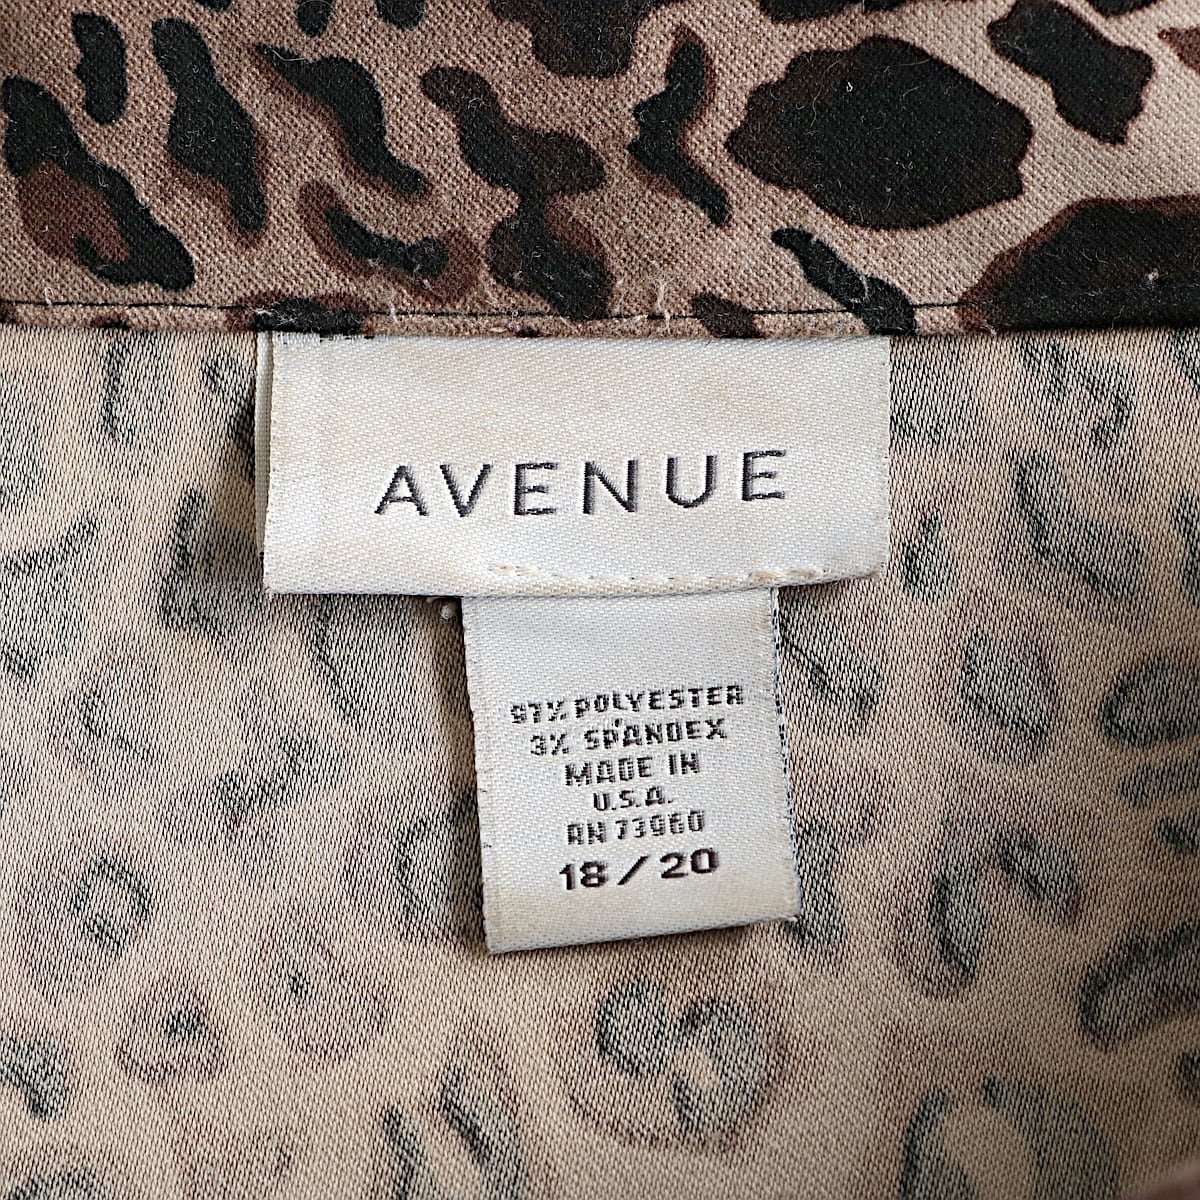 AVENUE
97% POLYESTER
3% SPANDEX
MADE IN
U.S.A.
RN 73960
18/20